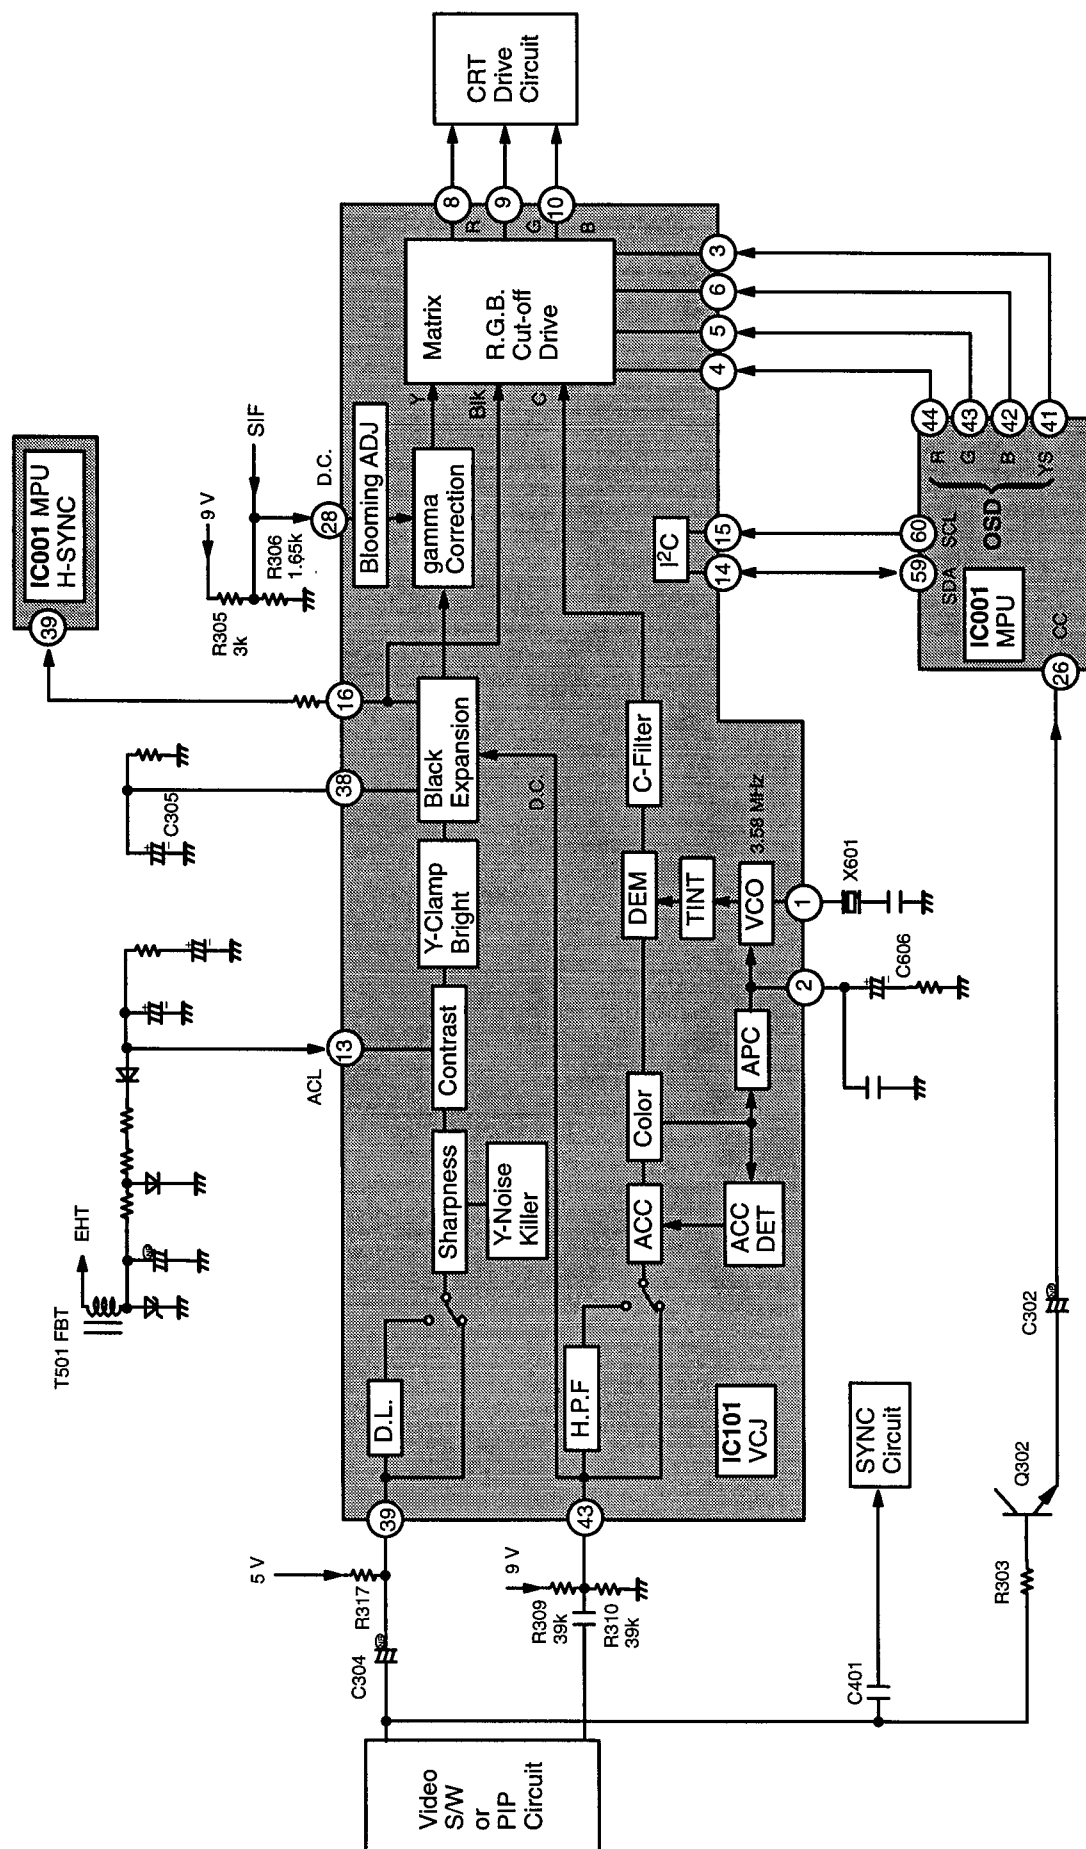 Video
S/W
or
PIP
Circuit
C304
R317
5 V
39
D.L.
R309
39k
9 V
R310
39k
43
H.P.F
T501 FBT
EHT
ACL
13
Sharpness
Y-Noise
Killer
Contrast
Y-Clamp
Bright
Black
Expansion
C305
38
16
39
IC001 MPU
H-SYNC
R305
3k
9 V
R306
1.65k
SIF
28
D.C.
Blooming ADJ
gamma
Correction
Y
Blk
C
Matrix
R.G.B.
Cut-off
Drive
8
R
9
G
10
B
CRT
Drive
Circuit
ACC
ACC
DET
Color
APC
DEM
TINT
VCO
3.58 MHz
C-Filter
D.C.
I²C
14
15
4
5
6
3
2
C606
1
X601
IC101
VCJ
C401
SYNC
Circuit
R303
Q302
C302
26
CC
IC001
MPU
59
SDA
60
SCL
OSD
R
G
B
YS
44
43
42
41